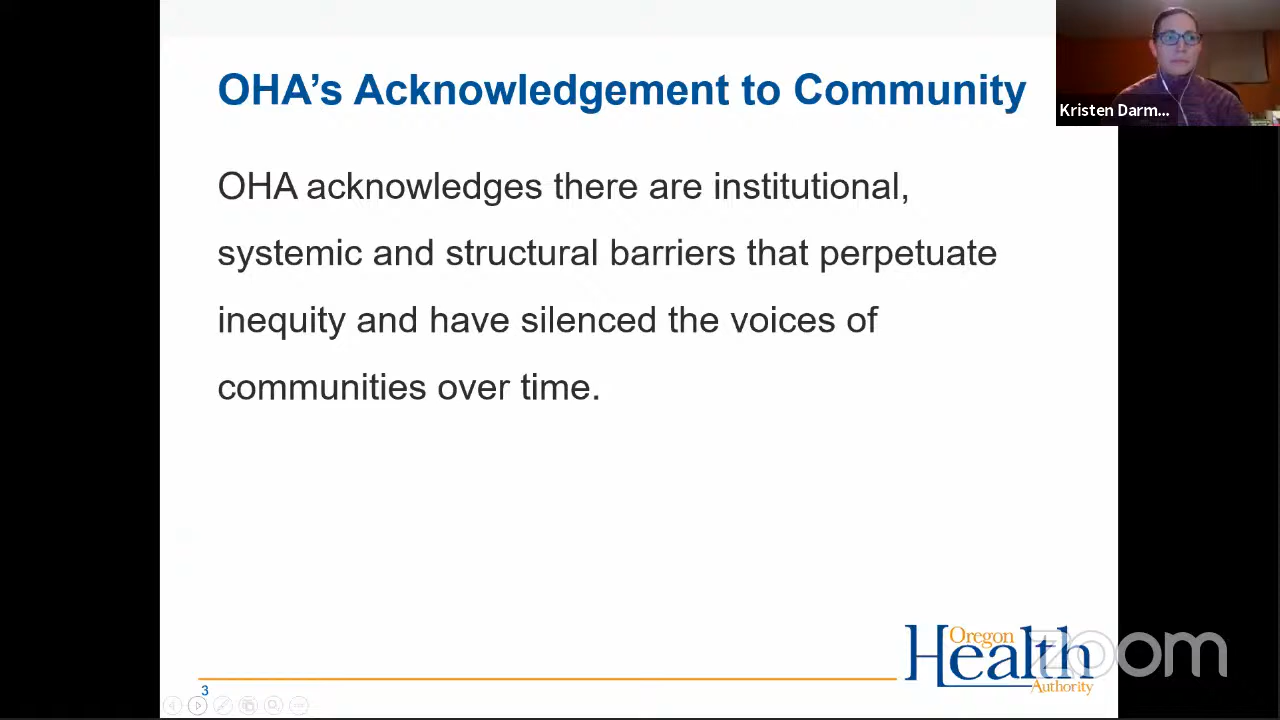 OHA's Acknowledgement to Community
Kristen Darm...
OHA acknowledges there are institutional,
systemic and structural barriers that perpetuate
inequity and have silenced the voices of
communities over time.
Oregon
Health
Authority
zoom
3